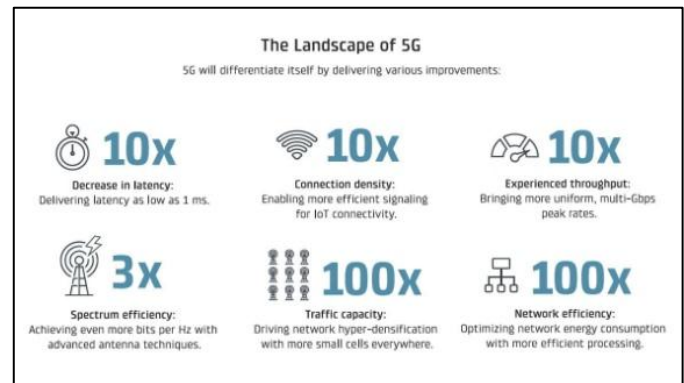 The Landscape of 5G
5G will differentiate itself by delivering various improvements:
10x
Decrease in latency:
Delivering latency as low as 1 ms.
10x
Connection density:
Enabling more efficient signaling
for IoT connectivity.
10x
Experienced throughput:
Bringing more uniform, multi-Gbps
peak rates.
3x
Spectrum efficiency:
Achieving even more bits per Hz with
advanced antenna techniques.
100x
Traffic capacity:
Driving network hyper-densification
with more small cells everywhere.
100x
Network efficiency:
Optimizing network energy consumption
with more efficient processing.